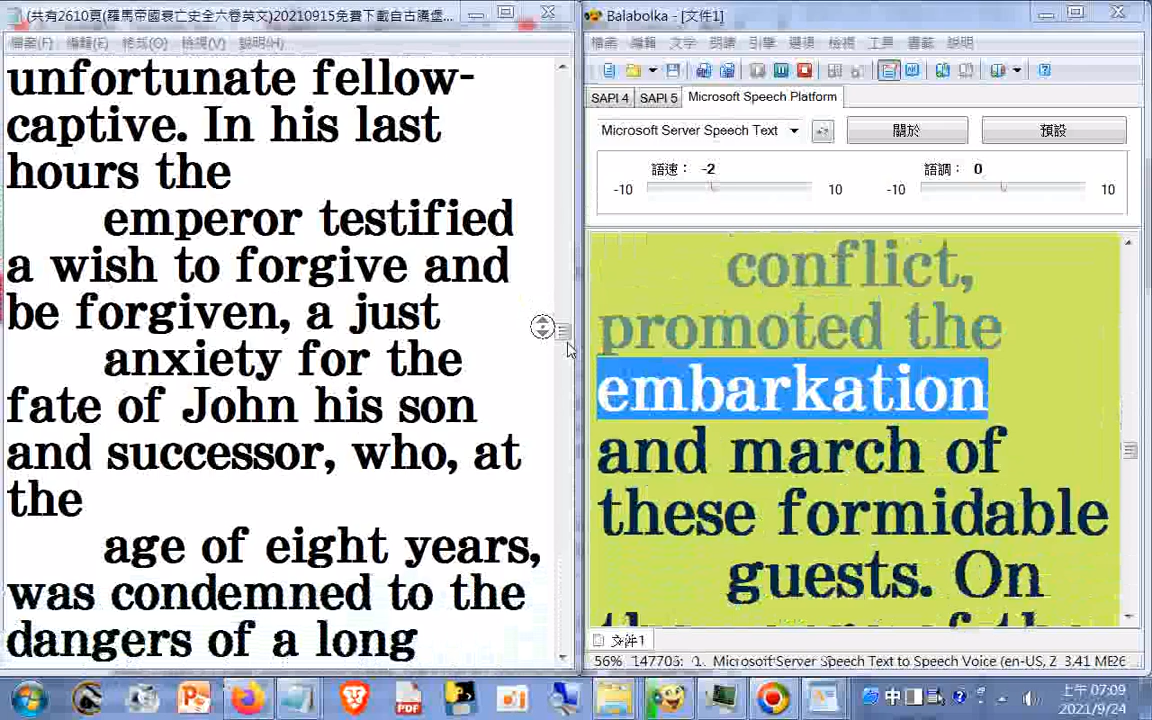 (共有2610頁(羅馬帝國衰亡史全六卷英文)20210915免費下載自古騰堡...
檔案(F) 編輯(E) 格式(O) 檢視(V) 說明(H)
unfortunate fellow-
captive. In his last
hours the
emperor testified
a wish to forgive and
be forgiven, a just
anxiety for the
fate of John his son
and successor, who, at
the
age of eight years,
was condemned to the
dangers of a long
Balabolka - [文件1]
檔案 編輯 文字 朗讀 引擎 選項 檢視 工具 書籤 說明
SAPI 4 SAPI 5 Microsoft Speech Platform
Microsoft Server Speech Text
關於
預設
語速： -2
語調： 0
-10 10 -10 10
conflict,
promoted the
embarkation
and march of
these formidable
guests. On
文件1
56% Microsoft Server Speech Text to Speech Voice (en-US, Z
上午 07:09
2021/9/24
PDF
中